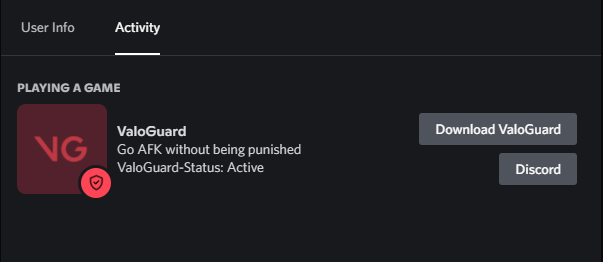 User Info
Activity
PLAYING A GAME
VG
ValoGuard
Go AFK without being punished
ValoGuard-Status: Active
Download ValoGuard
Discord